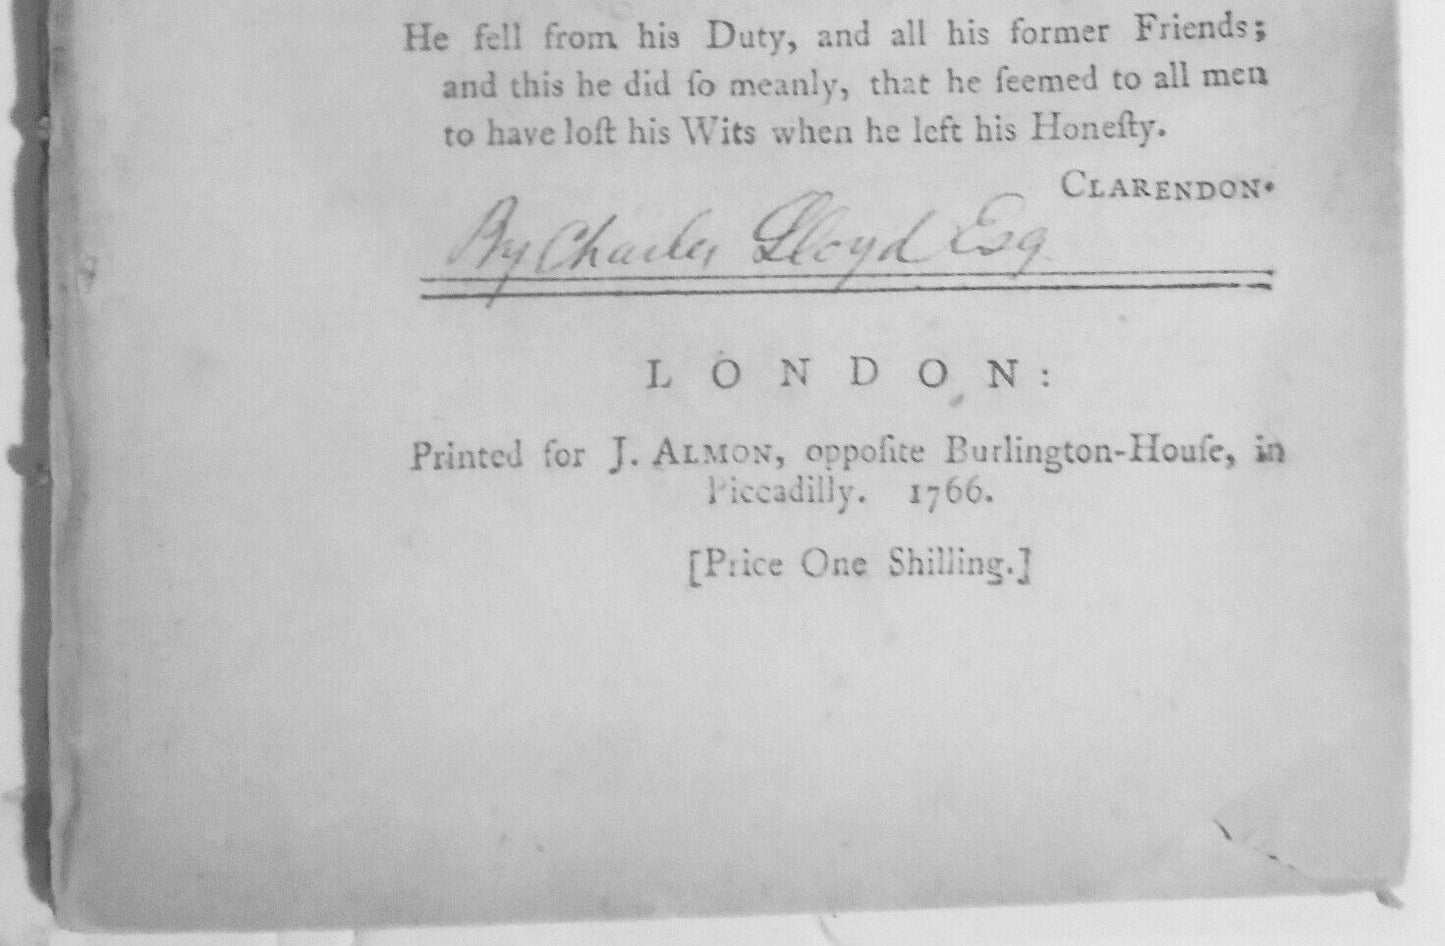 He fell from his Duty, and all his former Friends;
and this he did ſo meanly, that he ſeemed to all men
to have loſt his Wits when he left his Honeſty.
CLARENDON.
By Charles Lloyd Esq
LONDON:
Printed for J. ALMON, oppoſite Burlington-Houſe, in
Piccadilly. 1766.
[Price One Shilling.]